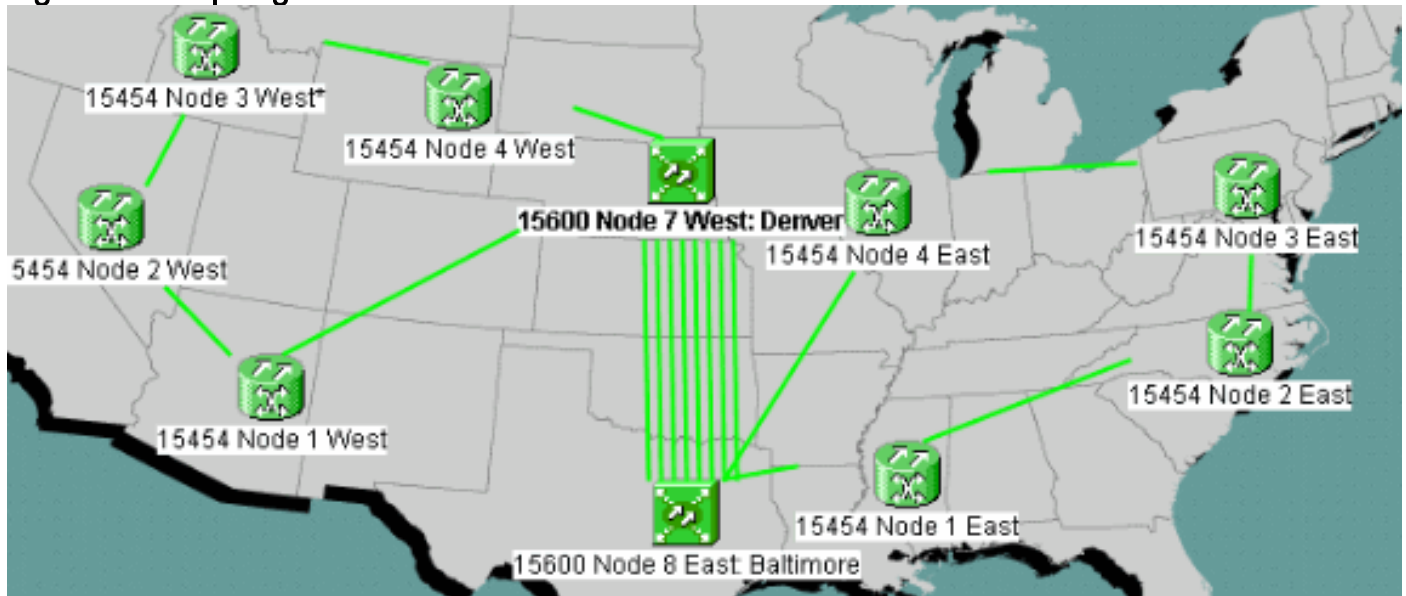 15454 Node 3 West*
15454 Node 4 West
15600 Node 7 West: Denver
15454 Node 4 East
15454 Node 3 East
5454 Node 2 West
15454 Node 2 East
15454 Node 1 West
15454 Node 1 East
15600 Node 8 East: Baltimore